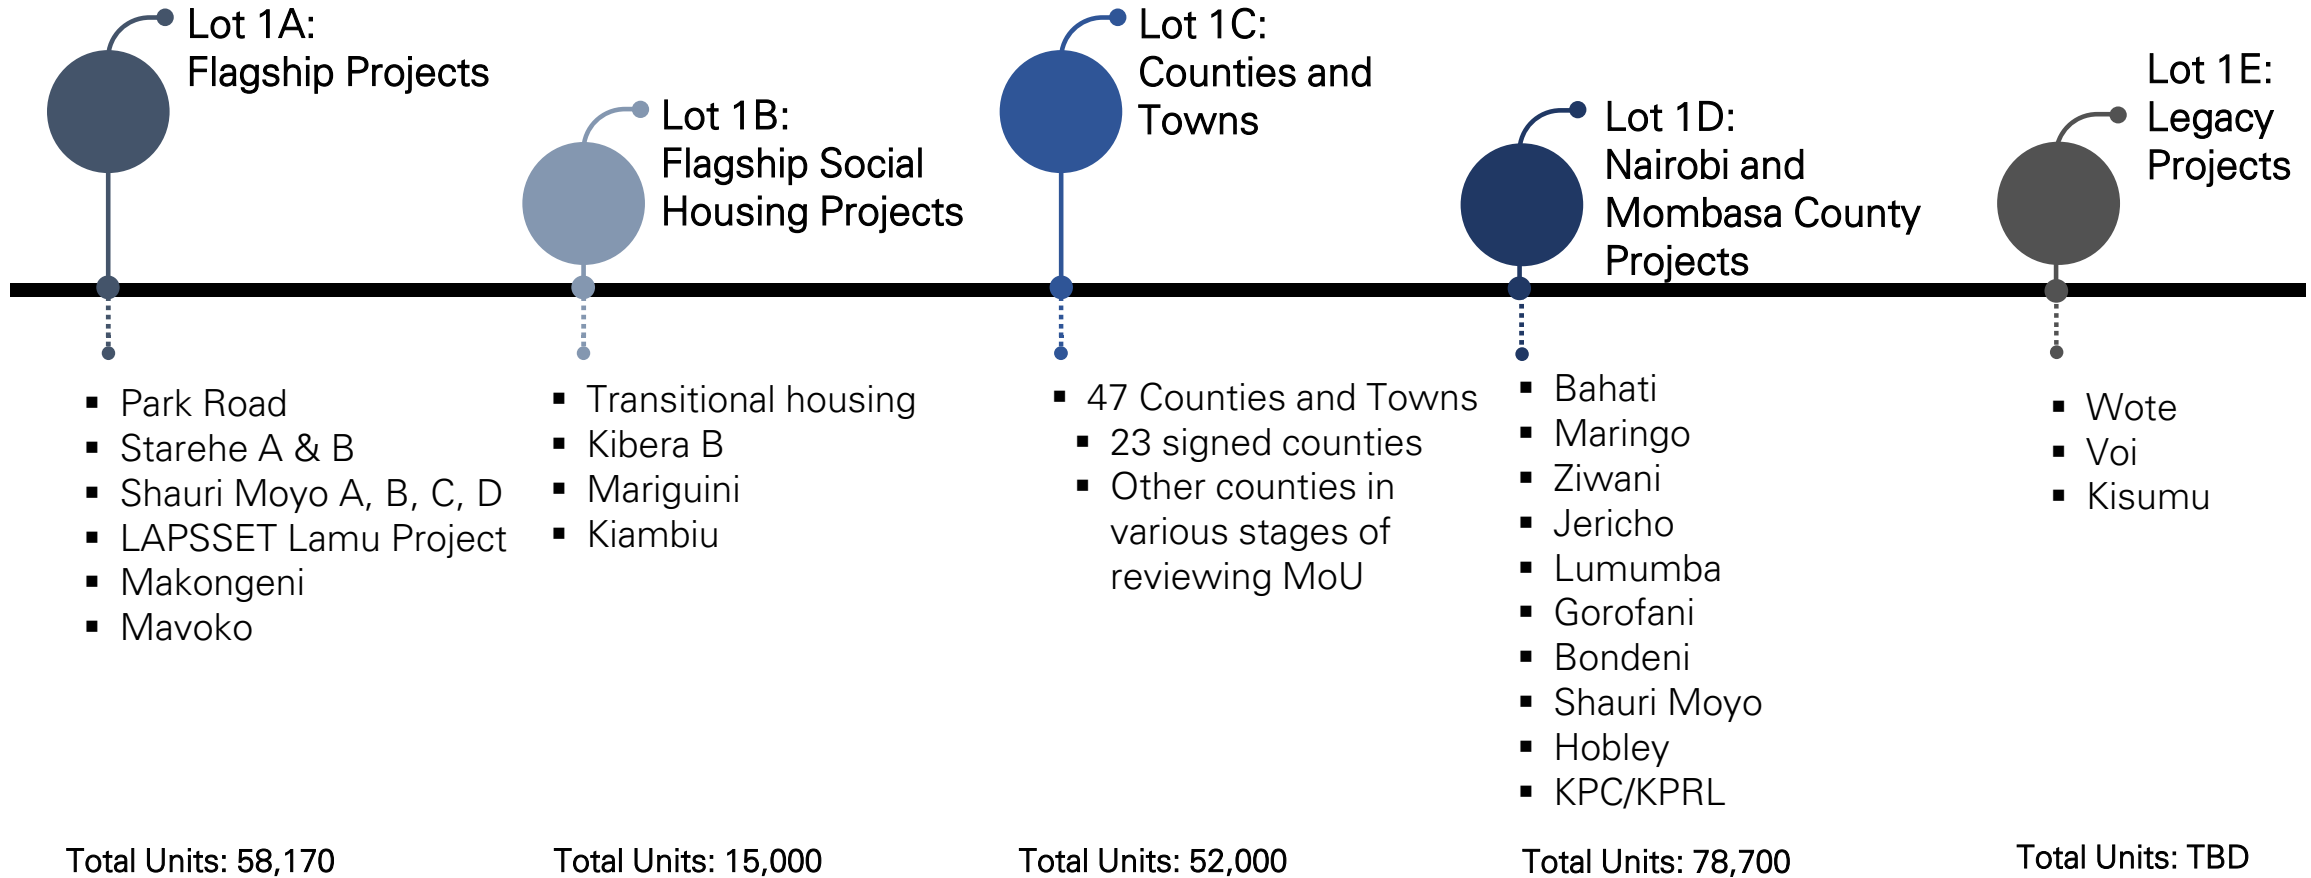 Lot 1A:
Flagship Projects
▪ Park Road
▪ Starehe A & B
▪ Shauri Moyo A, B, C, D
▪ LAPSSET Lamu Project
▪ Makongeni
▪ Mavoko
Total Units: 58,170
Lot 1B:
Flagship Social
Housing Projects
▪ Transitional housing
▪ Kibera B
▪ Mariguini
▪ Kiambiu
Total Units: 15,000
Lot 1C:
Counties and
Towns
▪ 47 Counties and Towns
▪ 23 signed counties
▪ Other counties in
various stages of
reviewing MoU
Total Units: 52,000
Lot 1D:
Nairobi and
Mombasa County
Projects
▪ Bahati
▪ Maringo
▪ Ziwani
▪ Jericho
▪ Lumumba
▪ Gorofani
▪ Bondeni
▪ Shauri Moyo
▪ Hobley
▪ KPC/KPRL
Total Units: 78,700
Lot 1E:
Legacy
Projects
▪ Wote
▪ Voi
▪ Kisumu
Total Units: TBD